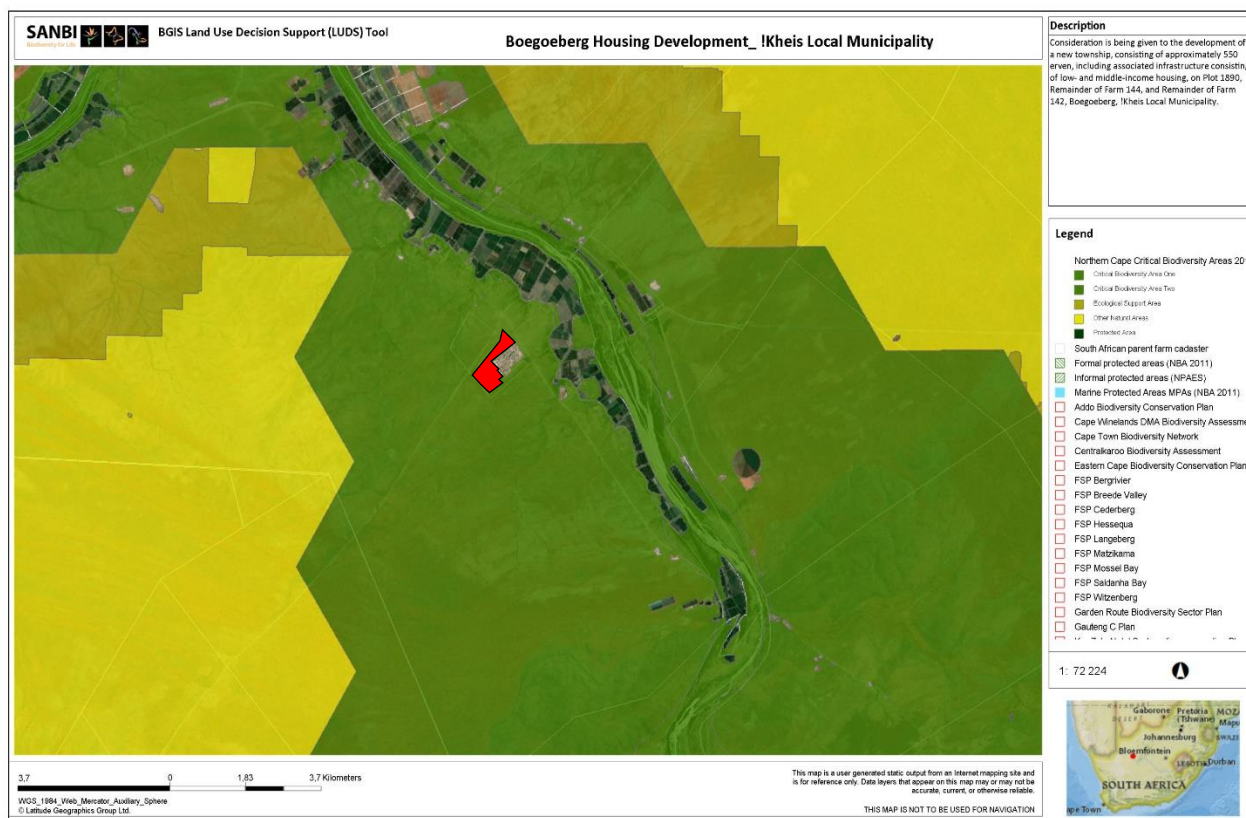 SANBI
Biodiversity for Life
BGIS Land Use Decision Support (LUDS) Tool
Boegoeberg Housing Development_ !Kheis Local Municipality
Description
Consideration is being given to the development of
a new township, consisting of approximately 550
erven, including associated infrastructure consistin
of low- and middle-income housing, on Plot 1890,
Remainder of Farm 144, and Remainder of Farm
142, Boegoeberg, !Kheis Local Municipality.
Legend
Northern Cape Critical Biodiversity Areas 20
Critical Biodiversity Area One
Critical Biodiversity Area Two
Ecological Support Area
Other Natural Areas
Protected Area
South African parent farm cadaster
Formal protected areas (NBA 2011)
Informal protected areas (NPAES)
Marine Protected Areas MPAs (NBA 2011)
Addo Biodiversity Conservation Plan
Cape Winelands DMA Biodiversity Assessme
Cape Town Biodiversity Network
Centralkaroo Biodiversity Assessment
Eastern Cape Biodiversity Conservation Plan
FSP Bergrivier
FSP Breede Valley
FSP Cederberg
FSP Hessequa
FSP Langeberg
FSP Matzikama
FSP Mossel Bay
FSP Saldanha Bay
FSP Witzenberg
Garden Route Biodiversity Sector Plan
Gauteng C Plan
1: 72 224
KALAHARI
DESERT
Gaborone
Pretoria
(Tshwane)
MOZ
Mapu
Johannesburg
SWAZI
Bloemfontein
LESOTHO
Durban
SOUTH AFRICA
ape Town
3,7 0 1,83 3,7 Kilometers
WGS_1984_Web_Mercator_Auxiliary_Sphere
© Latitude Geographics Group Ltd.
This map is a user generated static output from an Internet mapping site and
is for reference only. Data layers that appear on this map may or may not be
accurate, current, or otherwise reliable.
THIS MAP IS NOT TO BE USED FOR NAVIGATION